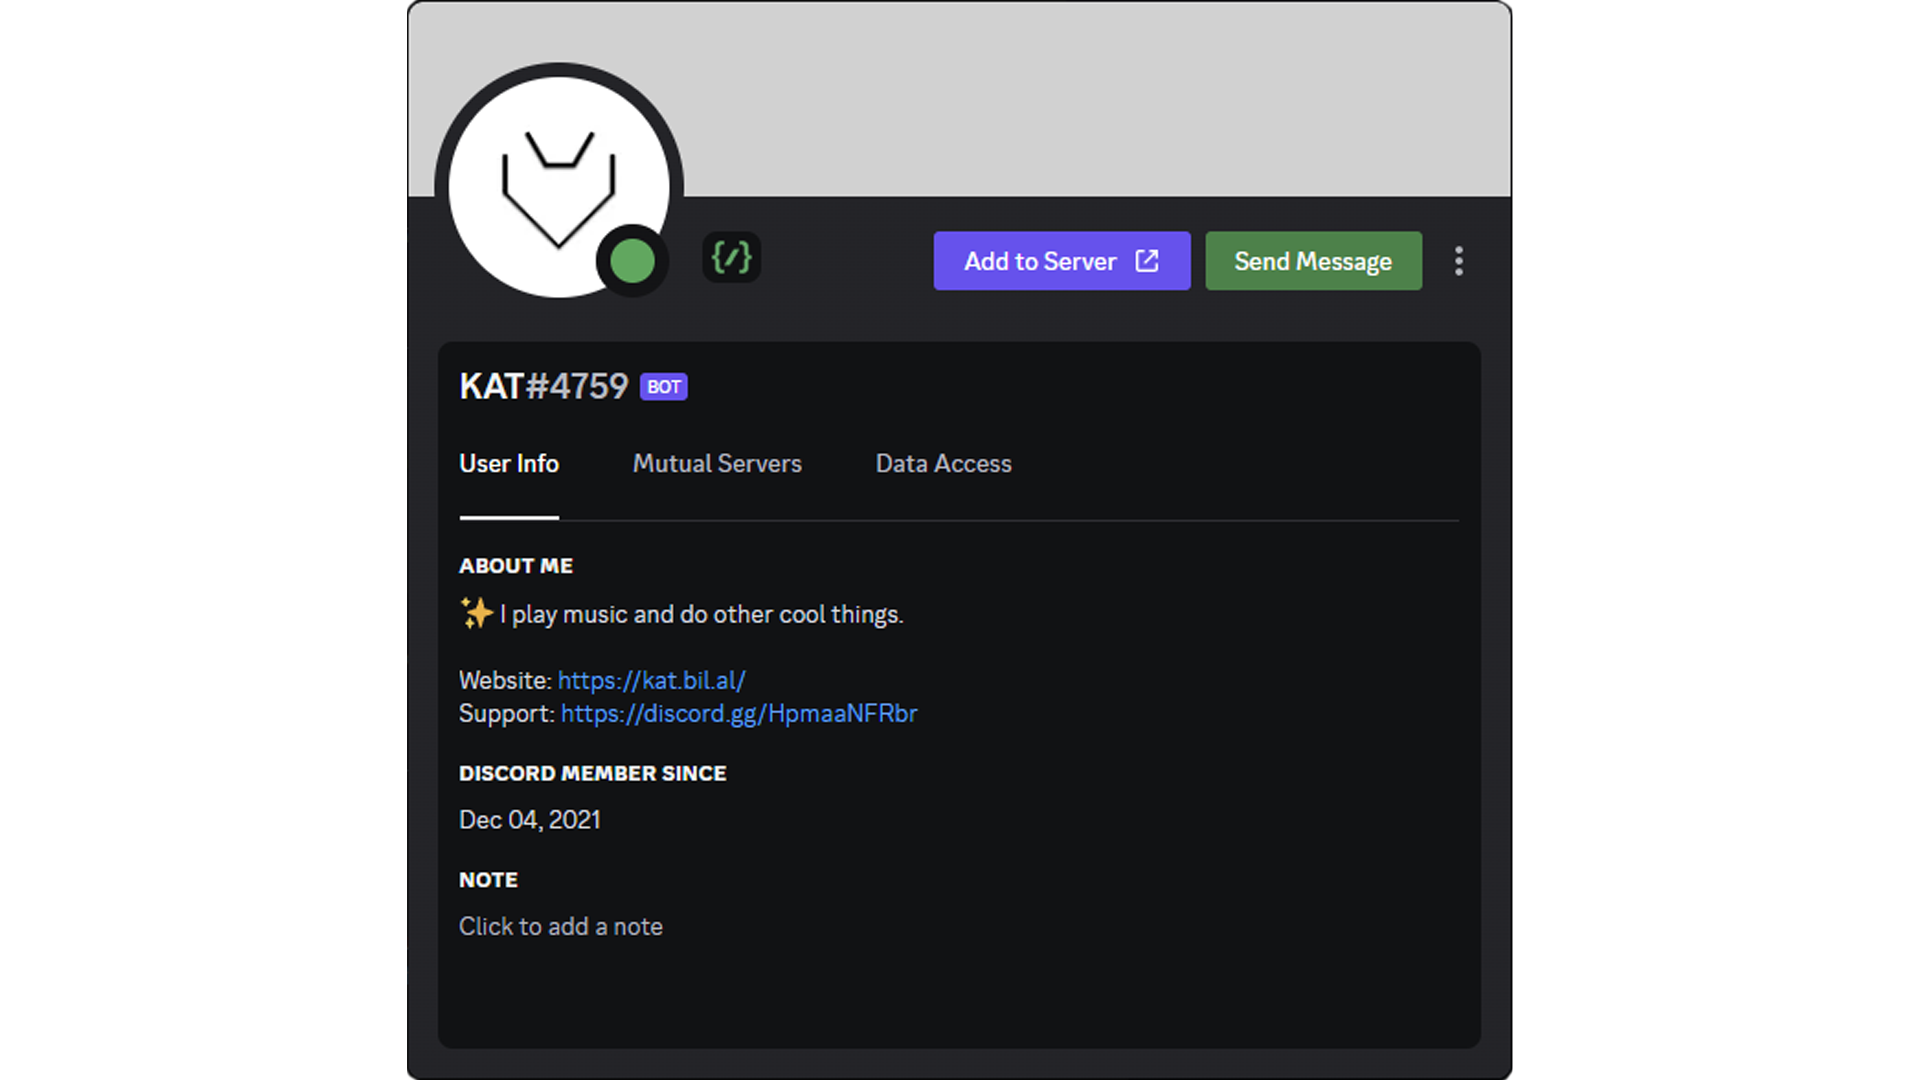 Add to Server
Send Message
KAT#4759 BOT
User Info Mutual Servers Data Access
ABOUT ME
✨ I play music and do other cool things.
Website: https://kat.bil.al/
Support: https://discord.gg/HpmaaNFRbr
DISCORD MEMBER SINCE
Dec 04, 2021
NOTE
Click to add a note